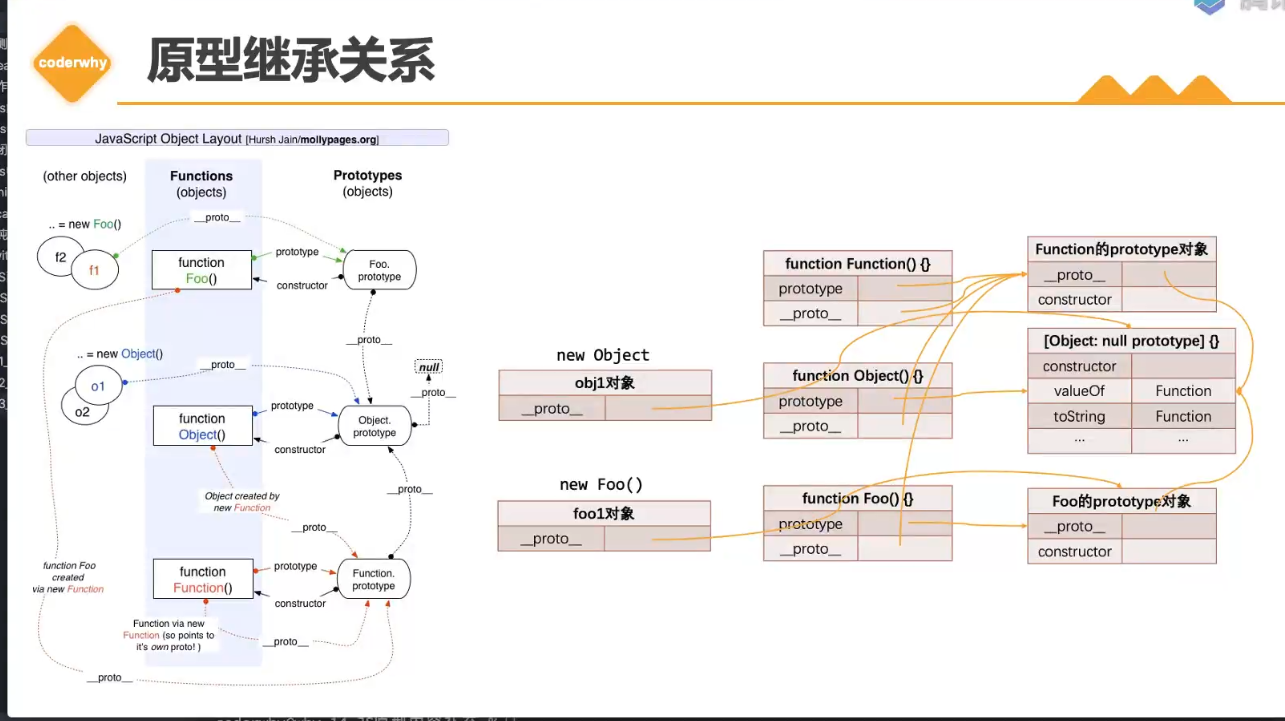 coderwhy
原型继承关系
JavaScript Object Layout [Hursh Jain/mollypages.org]
(other objects)
Functions
(objects)
Prototypes
(objects)
.. = new Foo()
__proto__
f2
f1
function
Foo()
prototype
constructor
Foo.
prototype
__proto__
.. = new Object()
__proto__
null
__proto__
o1
o2
function
Object()
prototype
constructor
Object.
prototype
Object created by
new Function
__proto__
__proto__
function Foo
created
via new Function
function
Function()
prototype
constructor
Function.
prototype
Function via new
Function (so points to
it's own proto! )
__proto__
__proto__
new Object
obj1对象
__proto__
new Foo()
foo1对象
__proto__
function Function() {}
prototype
__proto__
function Object() {}
prototype
__proto__
function Foo() {}
prototype
__proto__
Function的prototype对象
__proto__
constructor
[Object: null prototype] {}
constructor
valueOf Function
toString Function
... ...
Foo的prototype对象
__proto__
constructor